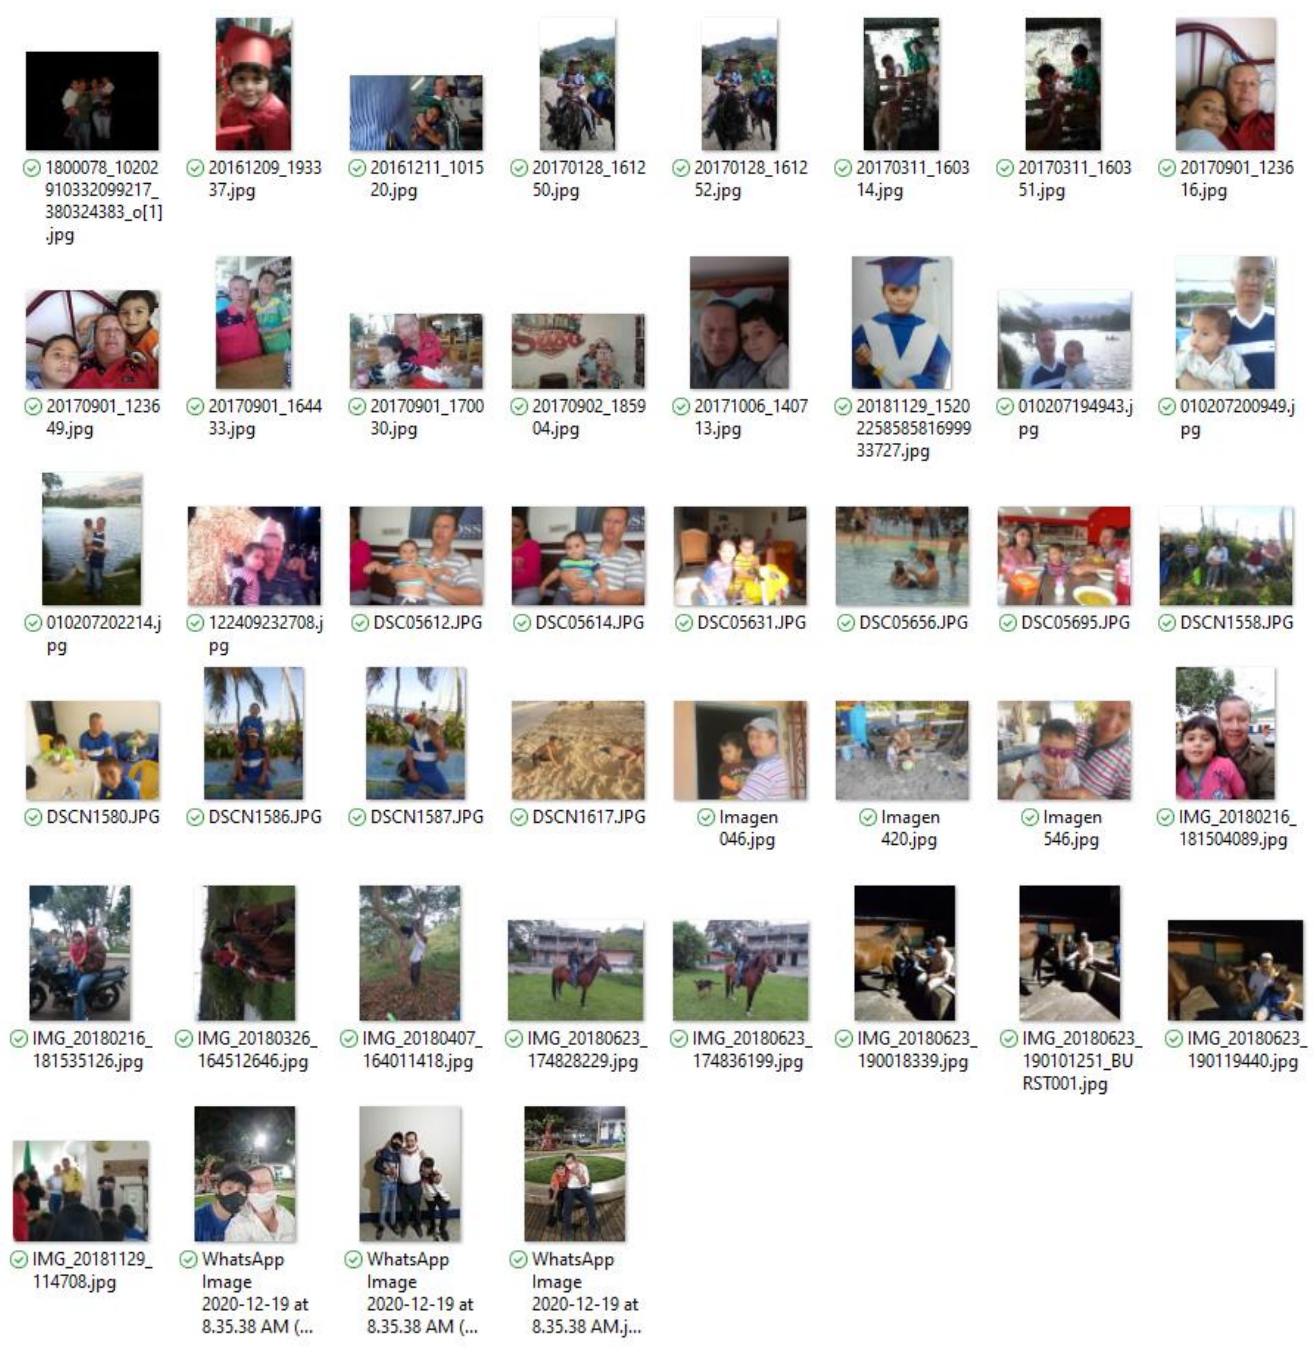 1800078_10202
910332099217_
380324383_o[1]
.jpg
20161209_1933
37.jpg
20161211_1015
20.jpg
20170128_1612
50.jpg
20170128_1612
52.jpg
20170311_1603
14.jpg
20170311_1603
51.jpg
20170901_1236
16.jpg
20170901_1236
49.jpg
20170901_1644
33.jpg
20170901_1700
30.jpg
20170902_1859
04.jpg
20171006_1407
13.jpg
20181129_1520
2258585816999
33727.jpg
010207194943.j
pg
010207200949.j
pg
010207202214.j
pg
122409232708.j
pg
DSC05612.JPG
DSC05614.JPG
DSC05631.JPG
DSC05656.JPG
DSC05695.JPG
DSCN1558.JPG
DSCN1580.JPG
DSCN1586.JPG
DSCN1587.JPG
DSCN1617.JPG
Imagen
046.jpg
Imagen
420.jpg
Imagen
546.jpg
IMG_20180216_
181504089.jpg
IMG_20180216_
181535126.jpg
IMG_20180326_
164512646.jpg
IMG_20180407_
164011418.jpg
IMG_20180623_
174828229.jpg
IMG_20180623_
174836199.jpg
IMG_20180623_
190018339.jpg
IMG_20180623_
190101251_BU
RST001.jpg
IMG_20180623_
190119440.jpg
IMG_20181129_
114708.jpg
WhatsApp
Image
2020-12-19 at
8.35.38 AM (...
WhatsApp
Image
2020-12-19 at
8.35.38 AM (...
WhatsApp
Image
2020-12-19 at
8.35.38 AM.j...